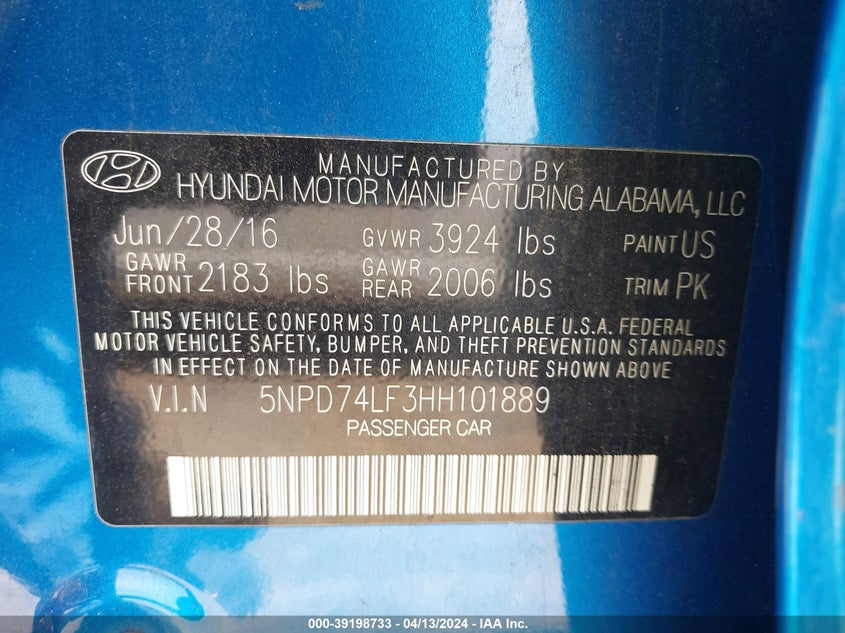 MANUFACTURED BY
HYUNDAI MOTOR MANUFACTURING ALABAMA, LLC
Jun/28/16 GVWR 3924 lbs PAINT US
GAWR FRONT 2183 lbs GAWR REAR 2006 lbs TRIM PK
THIS VEHICLE CONFORMS TO ALL APPLICABLE U.S.A. FEDERAL
MOTOR VEHICLE SAFETY, BUMPER, AND THEFT PREVENTION STANDARDS
IN EFFECT ON THE DATE OF MANUFACTURE SHOWN ABOVE
V.I.N 5NPD74LF3HH101889
PASSENGER CAR
000-39198733 - 04/13/2024 - IAA Inc.